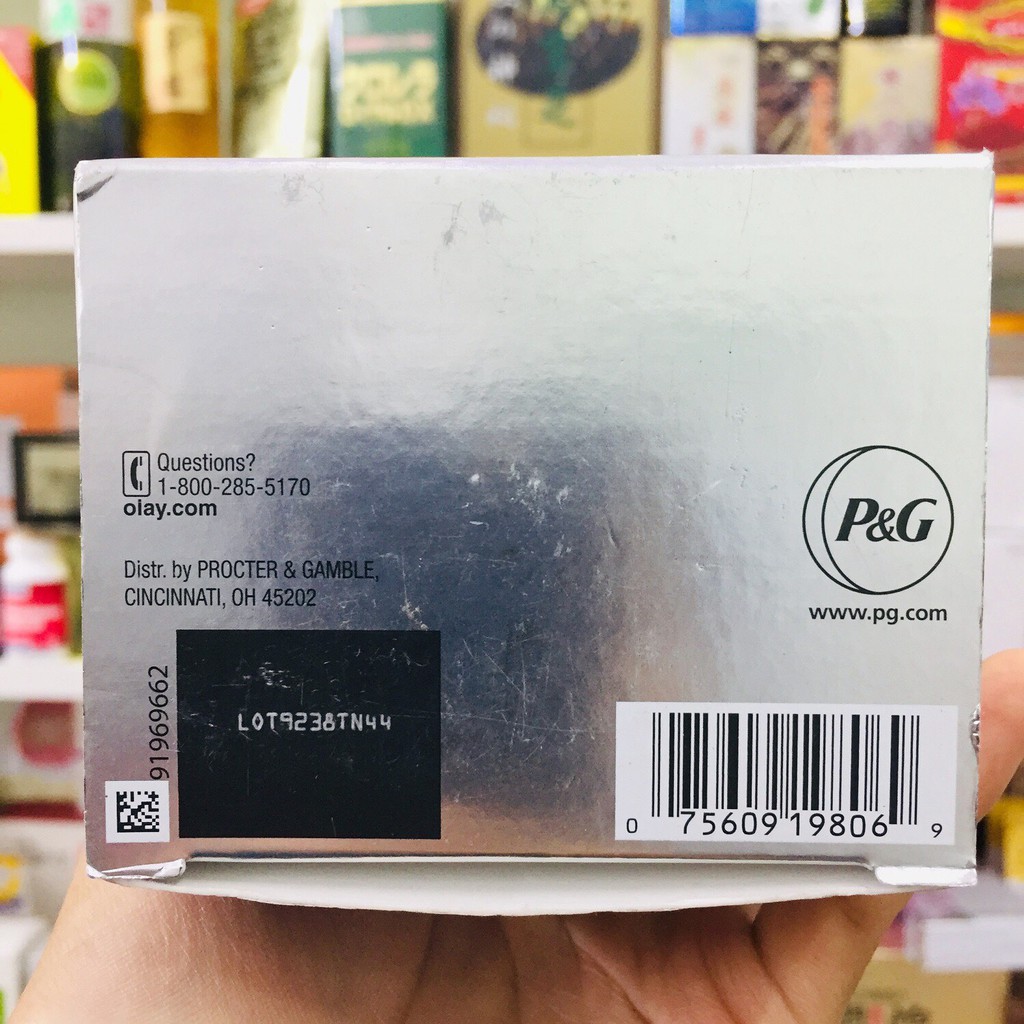 Questions?
1-800-285-5170
olay.com
Distr. by PROCTER & GAMBLE,
CINCINNATI, OH 45202
P&G
www.pg.com
91969662
LOT9238TN44
0 75609 19806 9